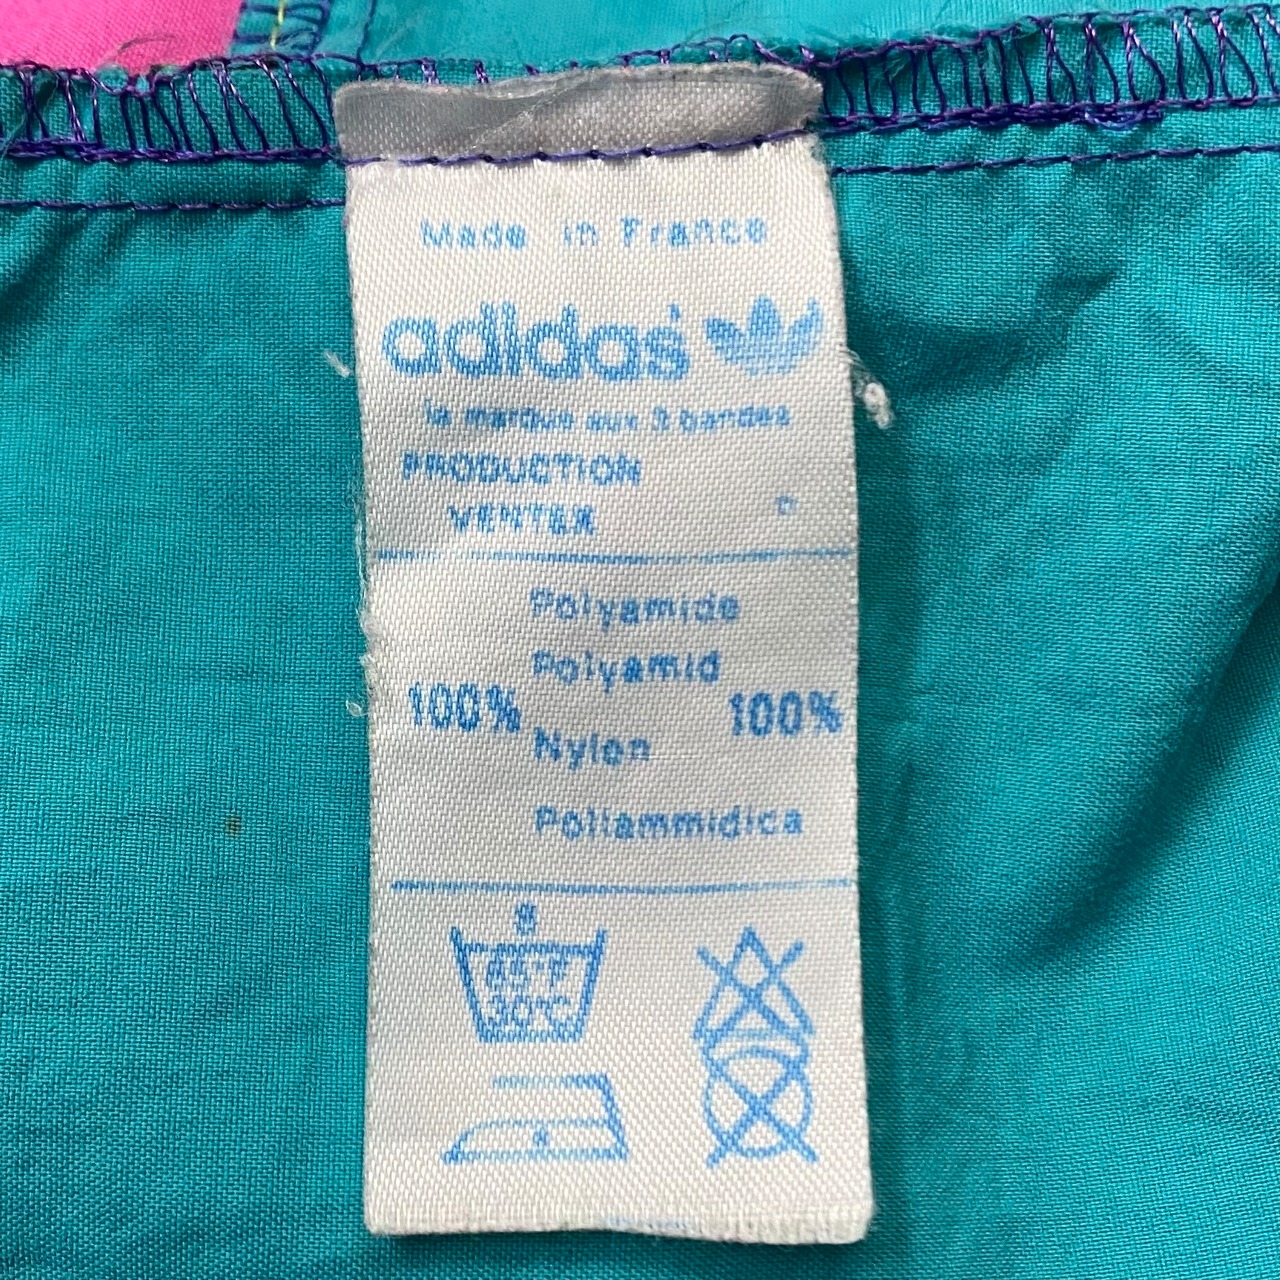 Made in France
adidas
la marque aux 3 bandes
PRODUCTION
VENTEX
Polyamide
Polyamid
100% 100%
Nylon
Poliammidica
8
85°F
30°C